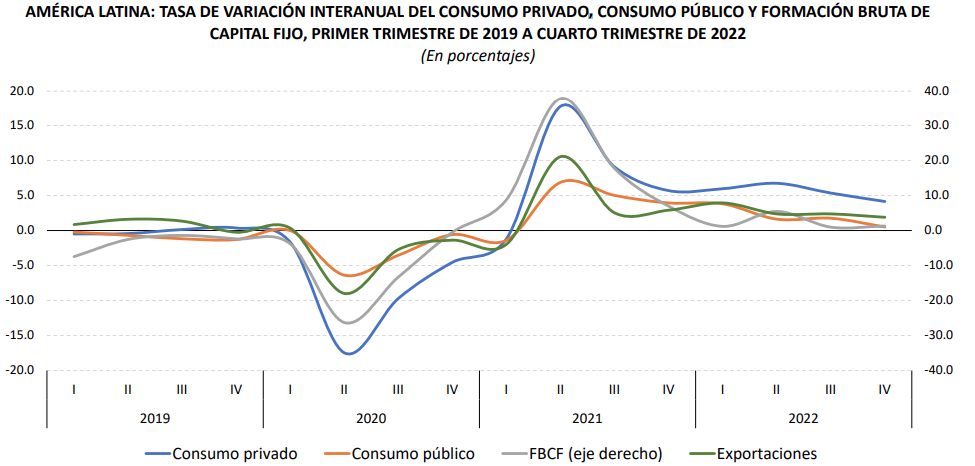 AMÉRICA LATINA: TASA DE VARIACIÓN INTERANUAL DEL CONSUMO PRIVADO, CONSUMO PÚBLICO Y FORMACIÓN BRUTA DE
CAPITAL FIJO, PRIMER TRIMESTRE DE 2019 A CUARTO TRIMESTRE DE 2022
(En porcentajes)
20.0 40.0
15.0 30.0
10.0 20.0
5.0 10.0
0.0 0.0
-5.0 -10.0
-10.0 -20.0
-15.0 -30.0
-20.0 -40.0
I II III IV I II III IV I II III IV I II III IV
2019 2020 2021 2022
Consumo privado Consumo público FBCF (eje derecho) Exportaciones